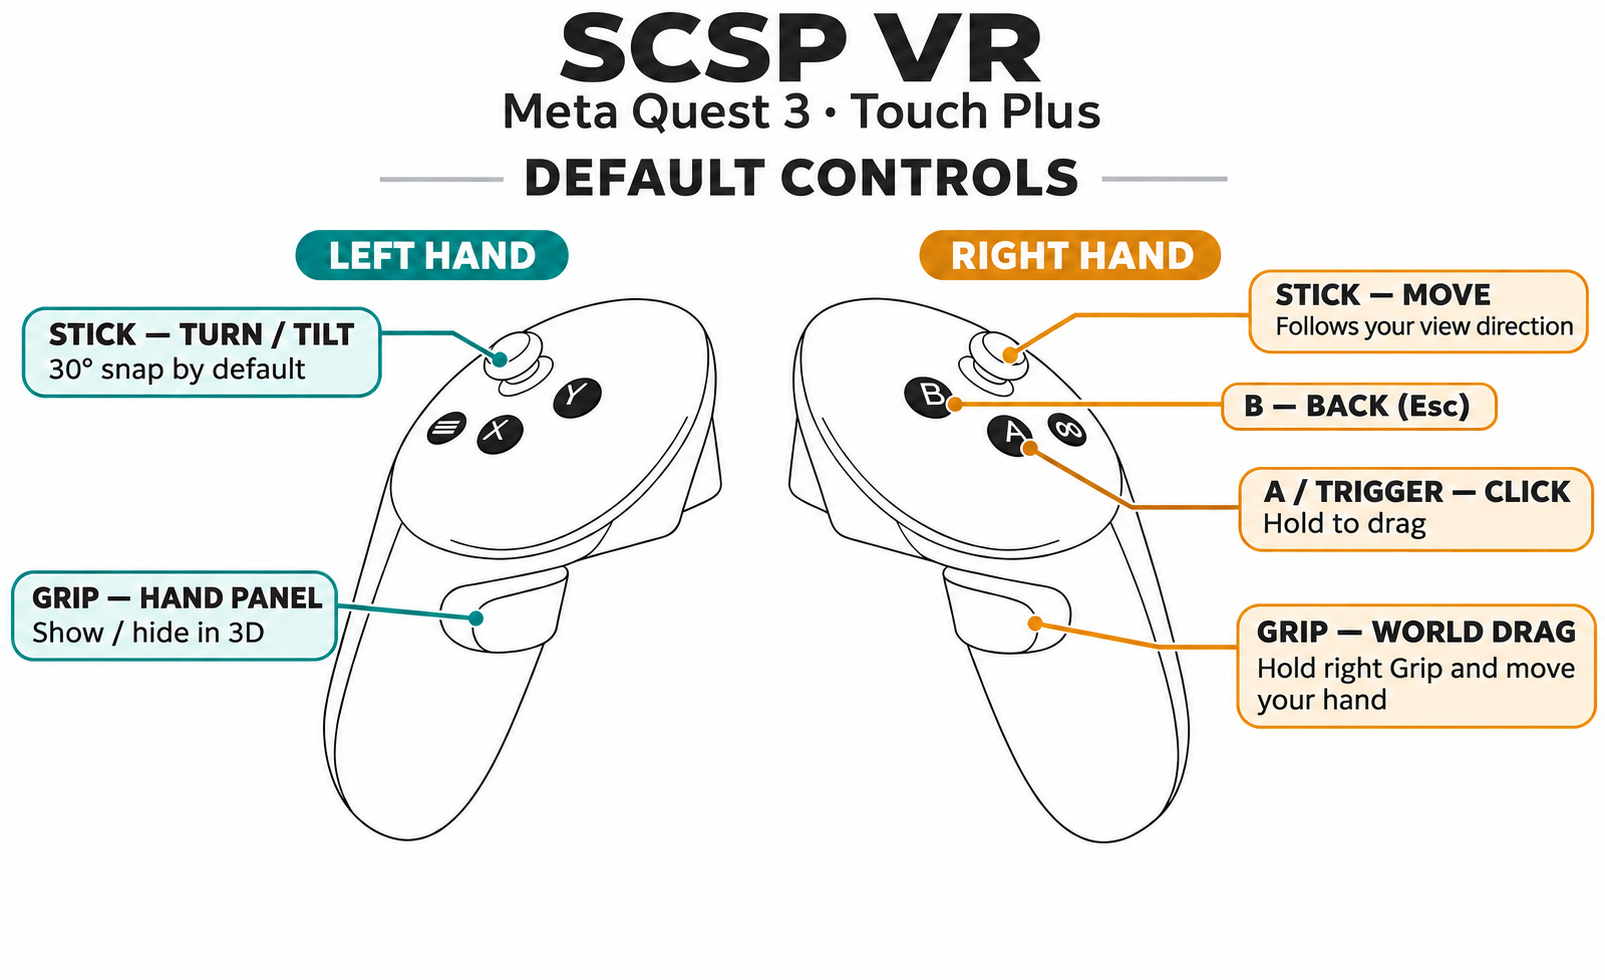 SCSP VR
Meta Quest 3 · Touch Plus
DEFAULT CONTROLS
LEFT HAND
STICK — TURN / TILT
30° snap by default
Y
X
GRIP — HAND PANEL
Show / hide in 3D
RIGHT HAND
STICK — MOVE
Follows your view direction
B
B — BACK (Esc)
A
A / TRIGGER — CLICK
Hold to drag
GRIP — WORLD DRAG
Hold right Grip and move
your hand